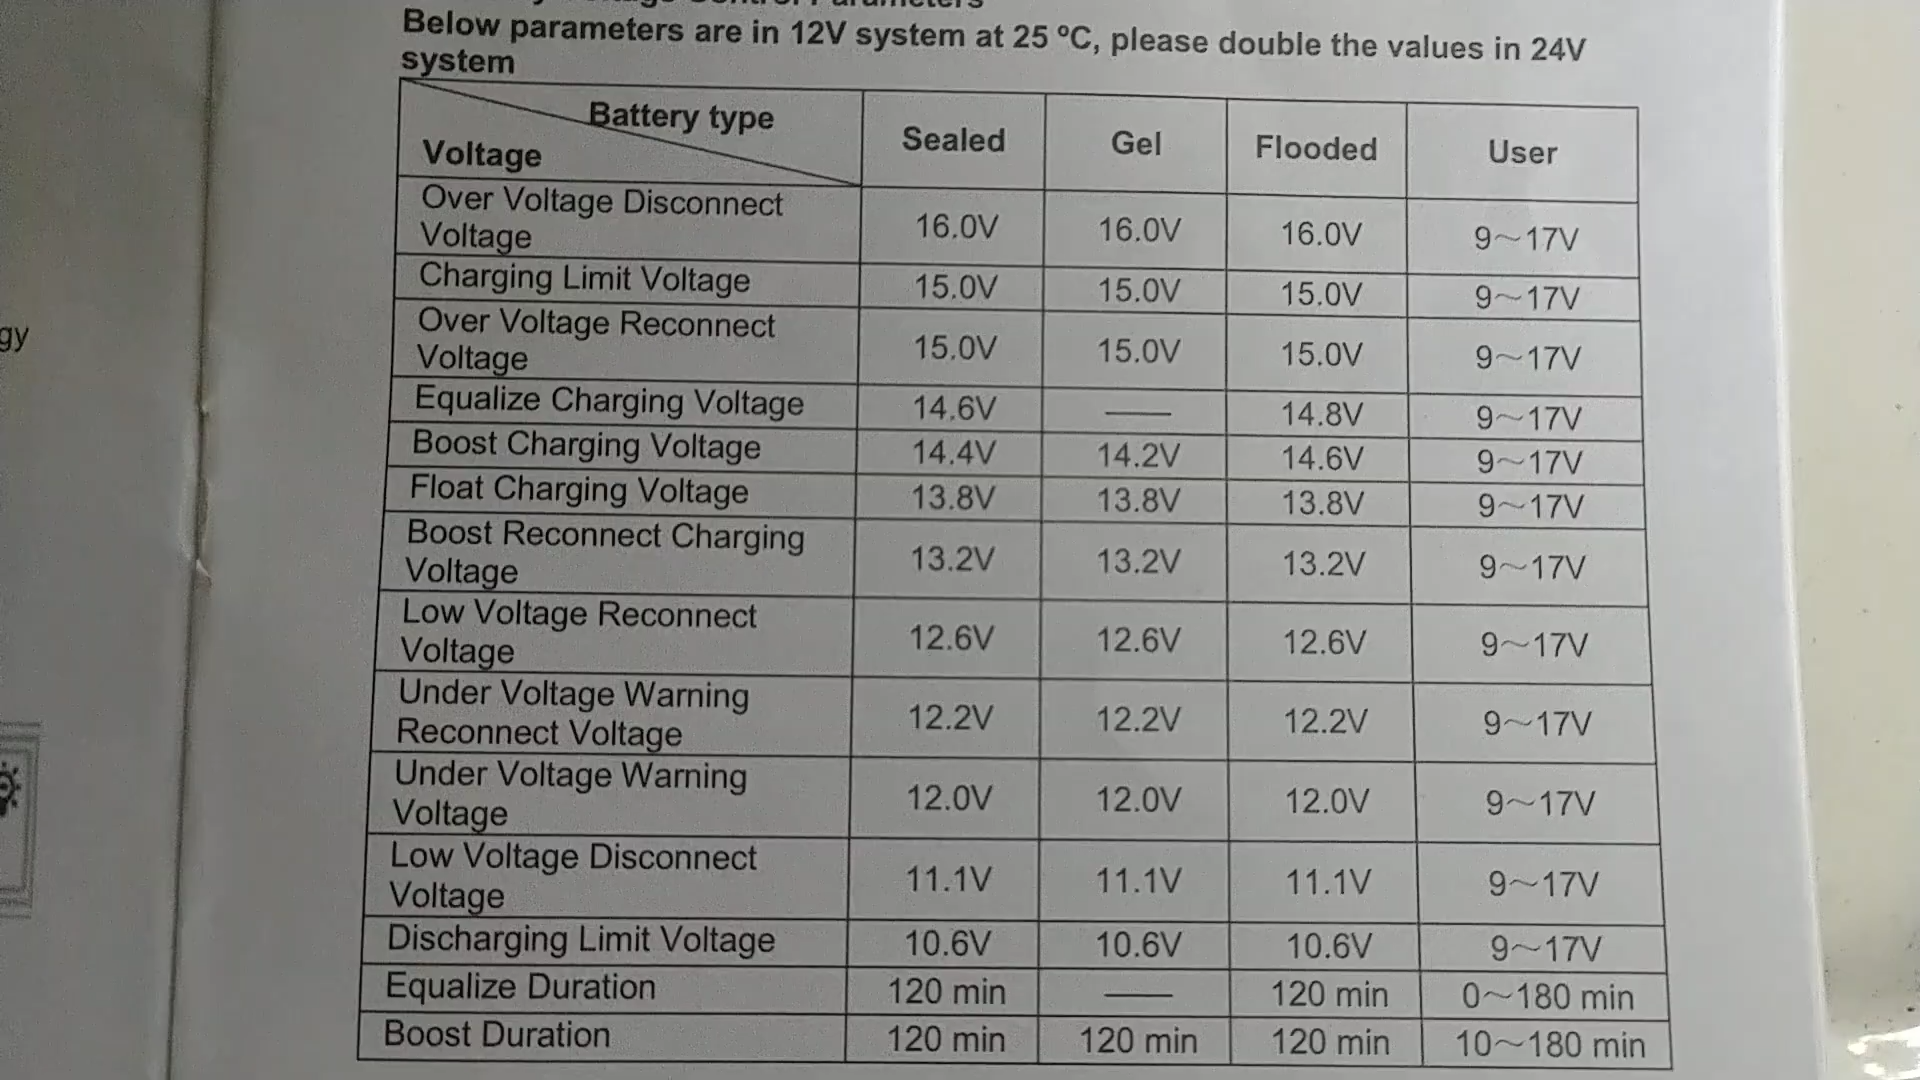 Control Parameters
Below parameters are in 12V system at 25 ºC, please double the values in 24V
system
Battery type
Voltage
Sealed
Gel
Flooded
User
Over Voltage Disconnect
Voltage
16.0V
16.0V
16.0V
9～17V
Charging Limit Voltage
15.0V
15.0V
15.0V
9～17V
Over Voltage Reconnect
Voltage
15.0V
15.0V
15.0V
9～17V
Equalize Charging Voltage
14.6V
——
14.8V
9～17V
Boost Charging Voltage
14.4V
14.2V
14.6V
9～17V
Float Charging Voltage
13.8V
13.8V
13.8V
9～17V
Boost Reconnect Charging
Voltage
13.2V
13.2V
13.2V
9～17V
Low Voltage Reconnect
Voltage
12.6V
12.6V
12.6V
9～17V
Under Voltage Warning
Reconnect Voltage
12.2V
12.2V
12.2V
9～17V
Under Voltage Warning
Voltage
12.0V
12.0V
12.0V
9～17V
Low Voltage Disconnect
Voltage
11.1V
11.1V
11.1V
9～17V
Discharging Limit Voltage
10.6V
10.6V
10.6V
9～17V
Equalize Duration
120 min
——
120 min
0～180 min
Boost Duration
120 min
120 min
120 min
10～180 min
gy